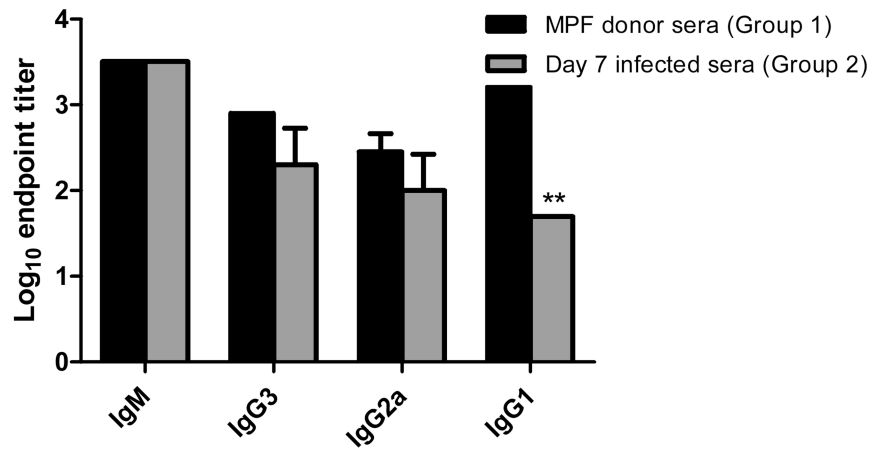 MPF donor sera (Group 1)
Day 7 infected sera (Group 2)
Log10 endpoint titer
4
3
2
1
0
**
IgM
IgG3
IgG2a
IgG1